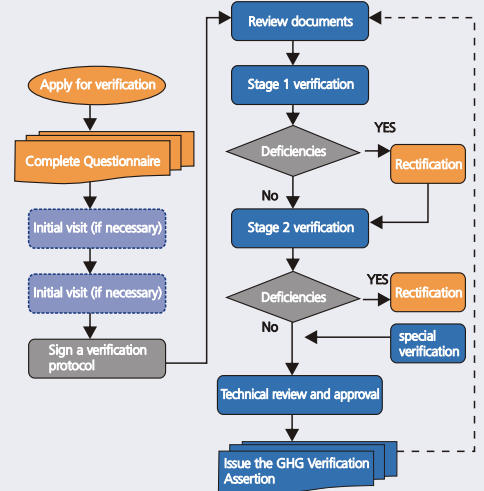 Apply for verification
Complete Questionnaire
Initial visit (if necessary)
Initial visit (if necessary)
Sign a verification
protocol
Review documents
Stage 1 verification
Deficiencies
YES
Rectification
No
Stage 2 verification
Deficiencies
YES
Rectification
No
special
verification
Technical review and approval
Issue the GHG Verification
Assertion